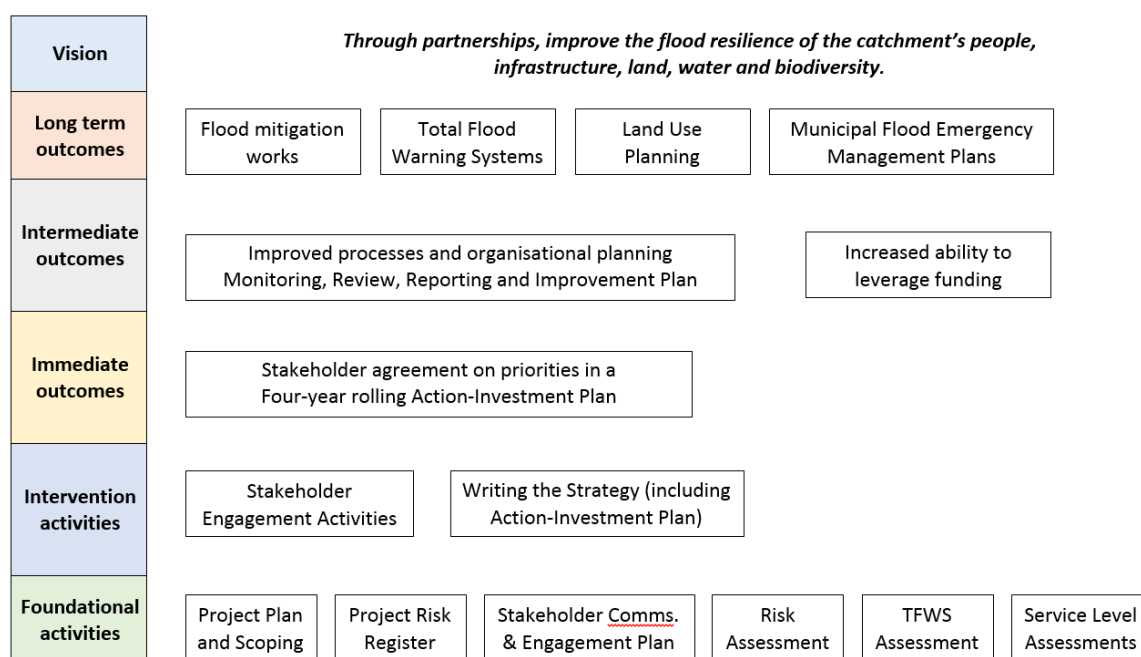 Vision
Through partnerships, improve the flood resilience of the catchment's people,
infrastructure, land, water and biodiversity.
Long term
outcomes
Flood mitigation
works
Total Flood
Warning Systems
Land Use
Planning
Municipal Flood Emergency
Management Plans
Intermediate
outcomes
Improved processes and organisational planning
Monitoring, Review, Reporting and Improvement Plan
Increased ability to
leverage funding
Immediate
outcomes
Stakeholder agreement on priorities in a
Four-year rolling Action-Investment Plan
Intervention
activities
Stakeholder
Engagement Activities
Writing the Strategy (including
Action-Investment Plan)
Foundational
activities
Project Plan
and Scoping
Project Risk
Register
Stakeholder Comms.
& Engagement Plan
Risk
Assessment
TFWS
Assessment
Service Level
Assessments